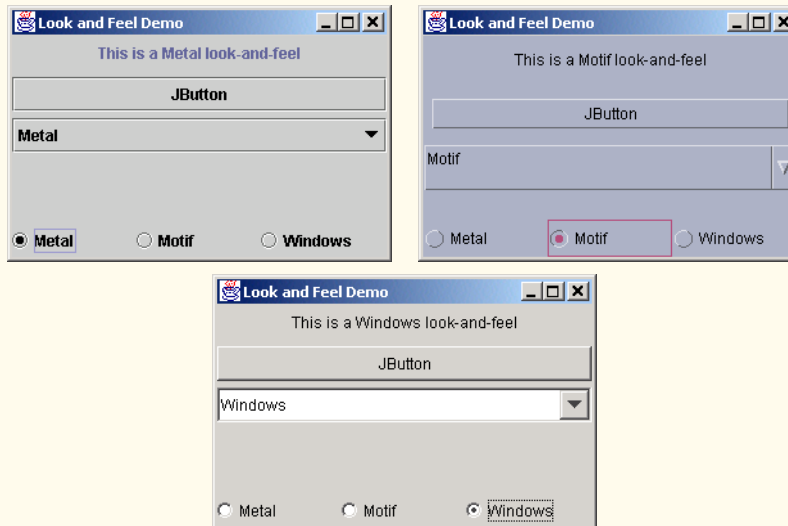 Look and Feel Demo
This is a Metal look-and-feel
JButton
Metal
Metal Motif Windows
Look and Feel Demo
This is a Motif look-and-feel
JButton
Motif
Metal Motif Windows
Look and Feel Demo
This is a Windows look-and-feel
JButton
Windows
Metal Motif Windows